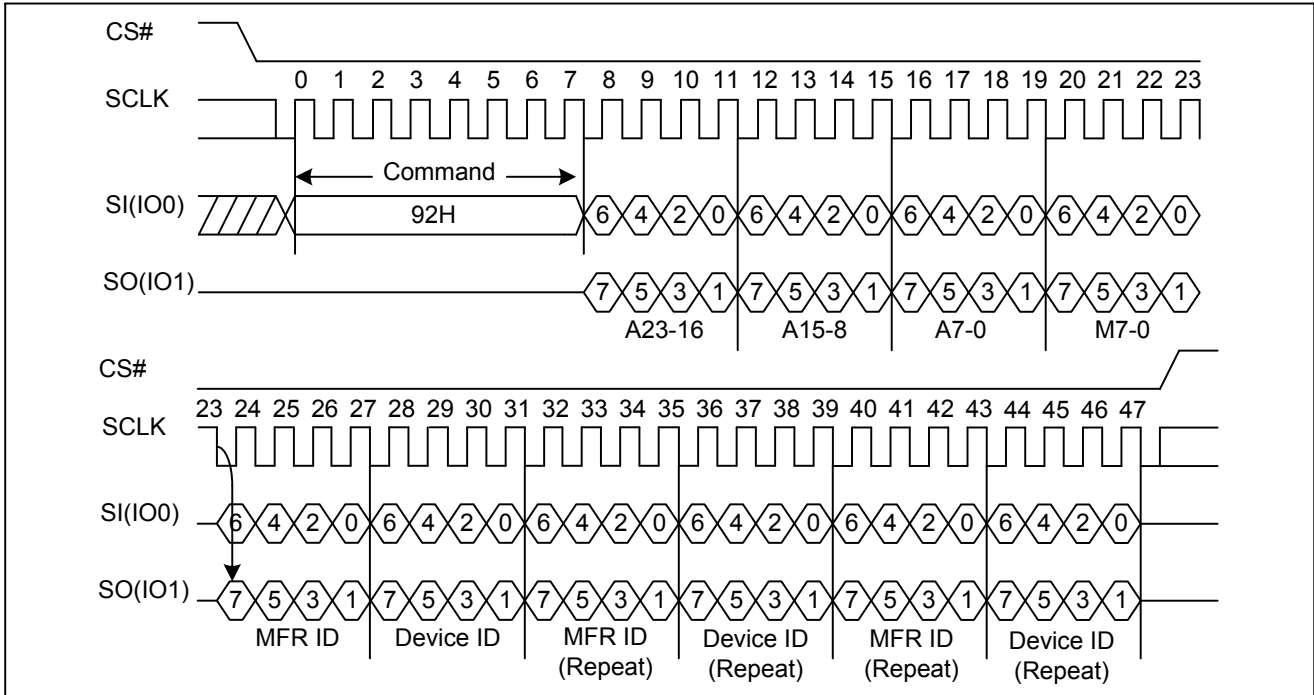 CS#
0 1 2 3 4 5 6 7 8 9 10 11 12 13 14 15 16 17 18 19 20 21 22 23
SCLK
Command
SI(IO0)
92H 6 4 2 0 6 4 2 0 6 4 2 0 6 4 2 0
SO(IO1)
7 5 3 1 7 5 3 1 7 5 3 1 7 5 3 1
A23-16 A15-8 A7-0 M7-0
CS#
23 24 25 26 27 28 29 30 31 32 33 34 35 36 37 38 39 40 41 42 43 44 45 46 47
SCLK
SI(IO0)
6 4 2 0 6 4 2 0 6 4 2 0 6 4 2 0 6 4 2 0 6 4 2 0
SO(IO1)
7 5 3 1 7 5 3 1 7 5 3 1 7 5 3 1 7 5 3 1 7 5 3 1
MFR ID Device ID MFR ID Device ID MFR ID Device ID
(Repeat) (Repeat) (Repeat) (Repeat)